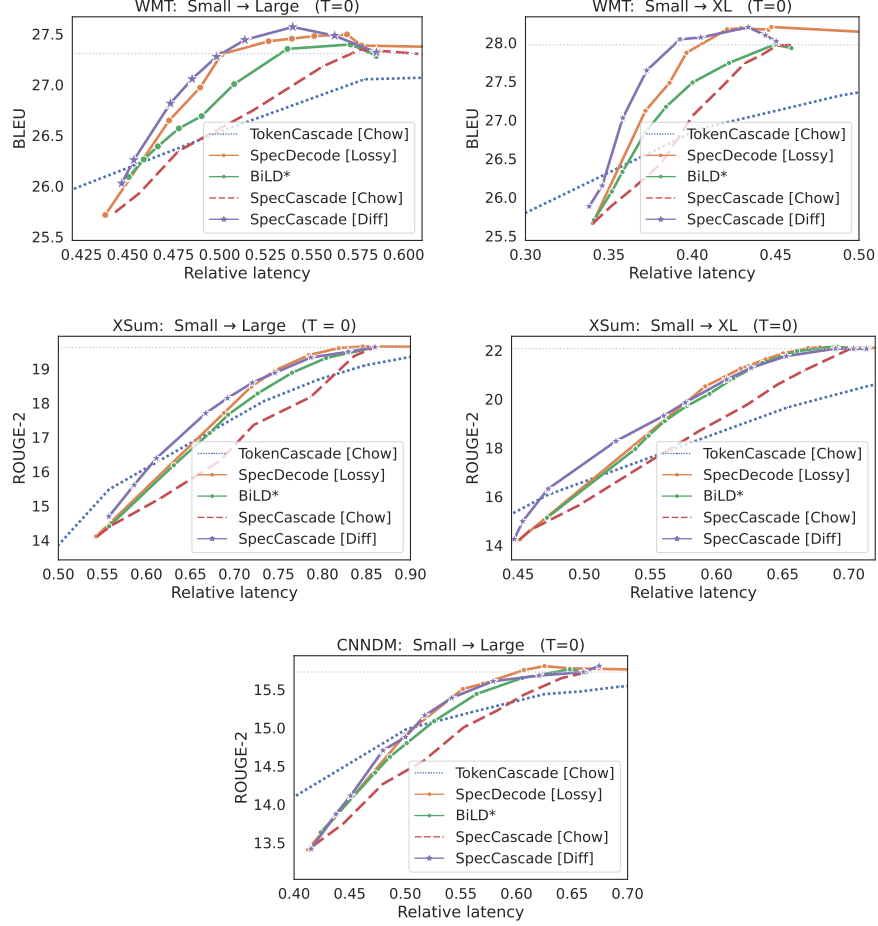 WMT: Small → Large (T=0)
BLEU
27.5
27.0
26.5
26.0
25.5
TokenCascade [Chow]
SpecDecode [Lossy]
BiLD*
SpecCascade [Chow]
SpecCascade [Diff]
0.425 0.450 0.475 0.500 0.525 0.550 0.575 0.600
Relative latency
WMT: Small → XL (T=0)
BLEU
28.0
27.5
27.0
26.5
26.0
25.5
TokenCascade [Chow]
SpecDecode [Lossy]
BiLD*
SpecCascade [Chow]
SpecCascade [Diff]
0.30 0.35 0.40 0.45 0.50
Relative latency
XSum: Small → Large (T = 0)
ROUGE-2
19
18
17
16
15
14
TokenCascade [Chow]
SpecDecode [Lossy]
BiLD*
SpecCascade [Chow]
SpecCascade [Diff]
0.50 0.55 0.60 0.65 0.70 0.75 0.80 0.85 0.90
Relative latency
XSum: Small → XL (T=0)
ROUGE-2
22
20
18
16
14
TokenCascade [Chow]
SpecDecode [Lossy]
BiLD*
SpecCascade [Chow]
SpecCascade [Diff]
0.45 0.50 0.55 0.60 0.65 0.70
Relative latency
CNNDM: Small → Large (T=0)
ROUGE-2
15.5
15.0
14.5
14.0
13.5
TokenCascade [Chow]
SpecDecode [Lossy]
BiLD*
SpecCascade [Chow]
SpecCascade [Diff]
0.40 0.45 0.50 0.55 0.60 0.65 0.70
Relative latency